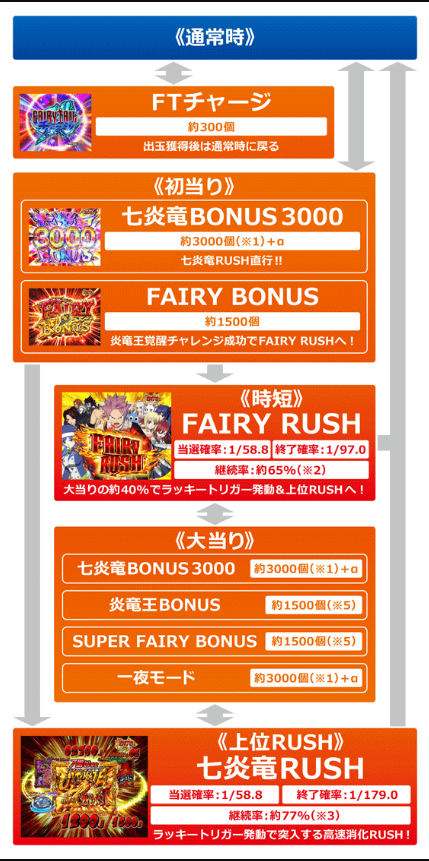 《通常時》
FTチャージ
約300個
出玉獲得後は通常時に戻る
《初当り》
3000
BONUS
七炎竜BONUS 3000
約3000個(※1)+α
七炎竜RUSH直行!!
FAIRY
BONUS
FAIRY BONUS
約1500個
炎竜王覚醒チャレンジ成功でFAIRY RUSHへ!
FAIRY
RUSH
《時短》
FAIRY RUSH
当選確率:1/58.8 終了確率:1/97.0
継続率:約65%(※2)
大当りの約40%でラッキートリガー発動&上位RUSHへ!
《大当り》
七炎竜BONUS 3000 約3000個(※1)+α
炎竜王BONUS 約1500個(※5)
SUPER FAIRY BONUS 約1500個(※5)
一夜モード 約3000個(※1)+α
《上位RUSH》
七炎竜RUSH
当選確率:1/58.8 終了確率:1/179.0
継続率:約77%(※3)
ラッキートリガー発動で突入する高速消化RUSH!